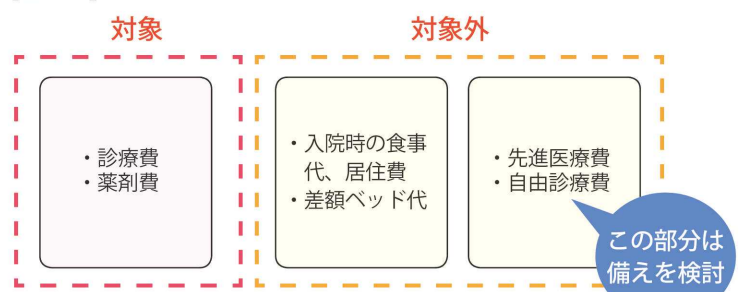 対象
対象外
・診療費
・薬剤費
・入院時の食事
代、居住費
・差額ベッド代
・先進医療費
・自由診療費
この部分は
備えを検討